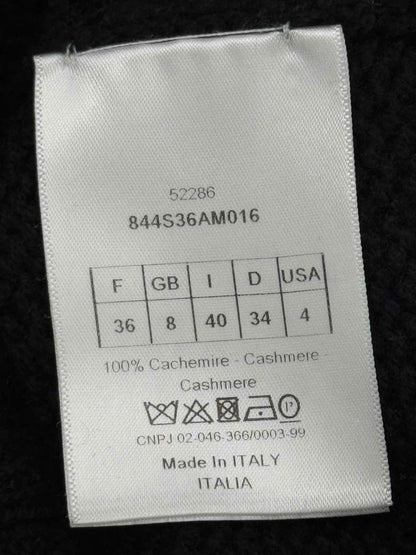 52286
844S36AM016
F GB I D USA
36 8 40 34 4
100% Cachemire - Cashmere -
Cashmere
CNPJ 02-046-366/0003-99
Made In ITALY
ITALIA